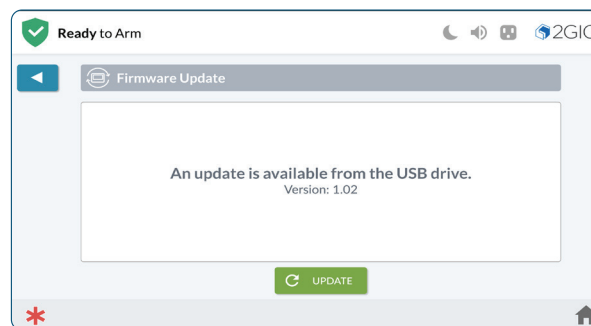 Ready to Arm
2GIG
Firmware Update
An update is available from the USB drive.
Version: 1.02
UPDATE